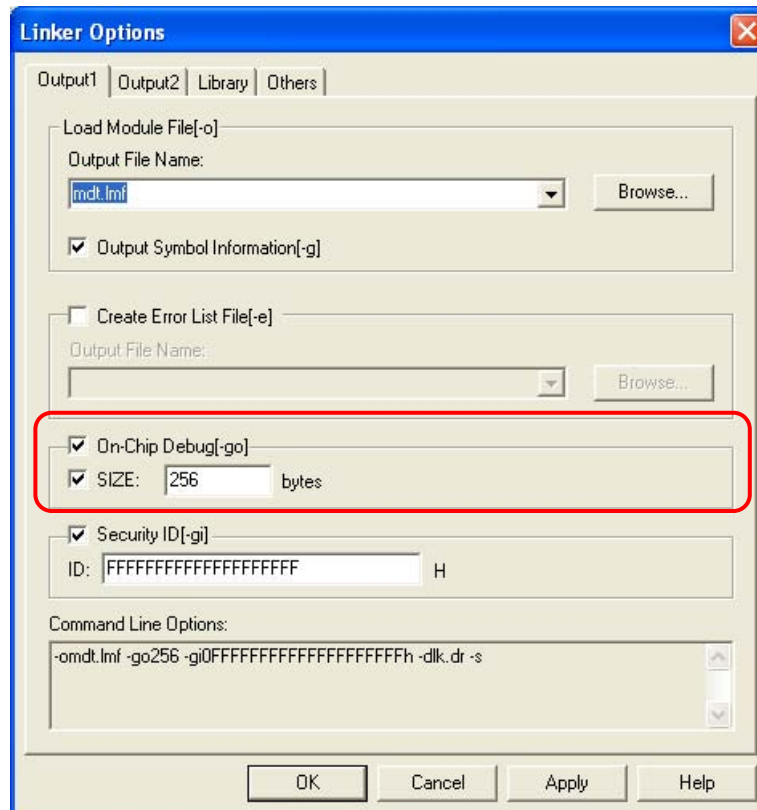 Linker Options
Output1 Output2 Library Others
Load Module File[-o]
Output File Name:
mdt.lmf Browse...
Output Symbol Information[-g]
Create Error List File[-e]
Output File Name:
Browse...
On-Chip Debug[-go]
SIZE: 256 bytes
Security ID[-gi]
ID: FFFFFFFFFFFFFFFFFFFF H
Command Line Options:
-omdt.lmf -go256 -gi0FFFFFFFFFFFFFFFFFFFFh -dlk.dr -s
OK Cancel Apply Help